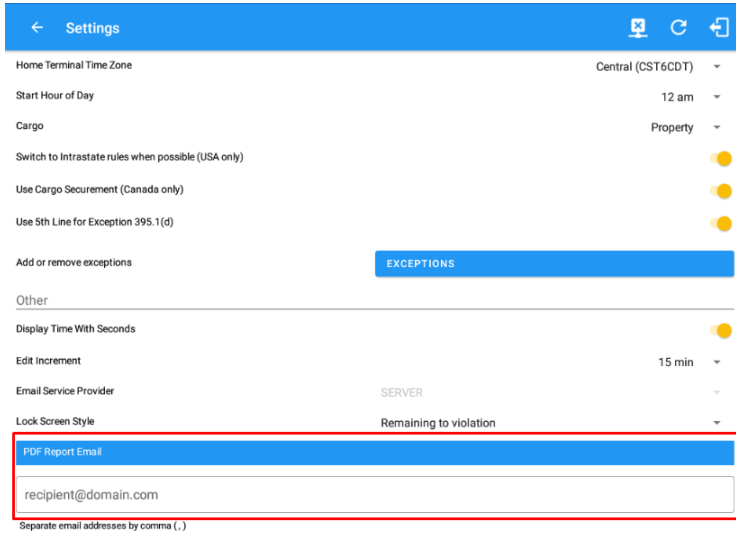 Settings
Home Terminal Time Zone Central (CST6CDT)
Start Hour of Day 12 am
Cargo Property
Switch to Intrastate rules when possible (USA only)
Use Cargo Securement (Canada only)
Use 5th Line for Exception 395.1(d)
Add or remove exceptions EXCEPTIONS
Other
Display Time With Seconds
Edit Increment 15 min
Email Service Provider SERVER
Lock Screen Style Remaining to violation
PDF Report Email
recipient@domain.com
Separate email addresses by comma (,)